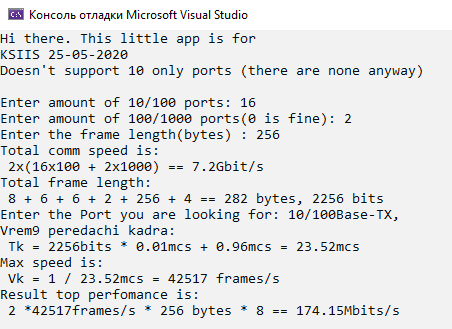 Консоль отладки Microsoft Visual Studio
Hi there. This little app is for
KSIIS 25-05-2020
Doesn't support 10 only ports (there are none anyway)
Enter amount of 10/100 ports: 16
Enter amount of 100/1000 ports(0 is fine): 2
Enter the frame length(bytes) : 256
Total comm speed is:
2x(16x100 + 2x1000) == 7.2Gbit/s
Total frame length:
8 + 6 + 6 + 2 + 256 + 4 == 282 bytes, 2256 bits
Enter the Port you are looking for: 10/100Base-TX,
Vrem9 peredachi kadra:
Tk = 2256bits * 0.01mcs + 0.96mcs = 23.52mcs
Max speed is:
Vk = 1 / 23.52mcs = 42517 frames/s
Result top perfomance is:
2 *42517frames/s * 256 bytes * 8 == 174.15Mbits/s